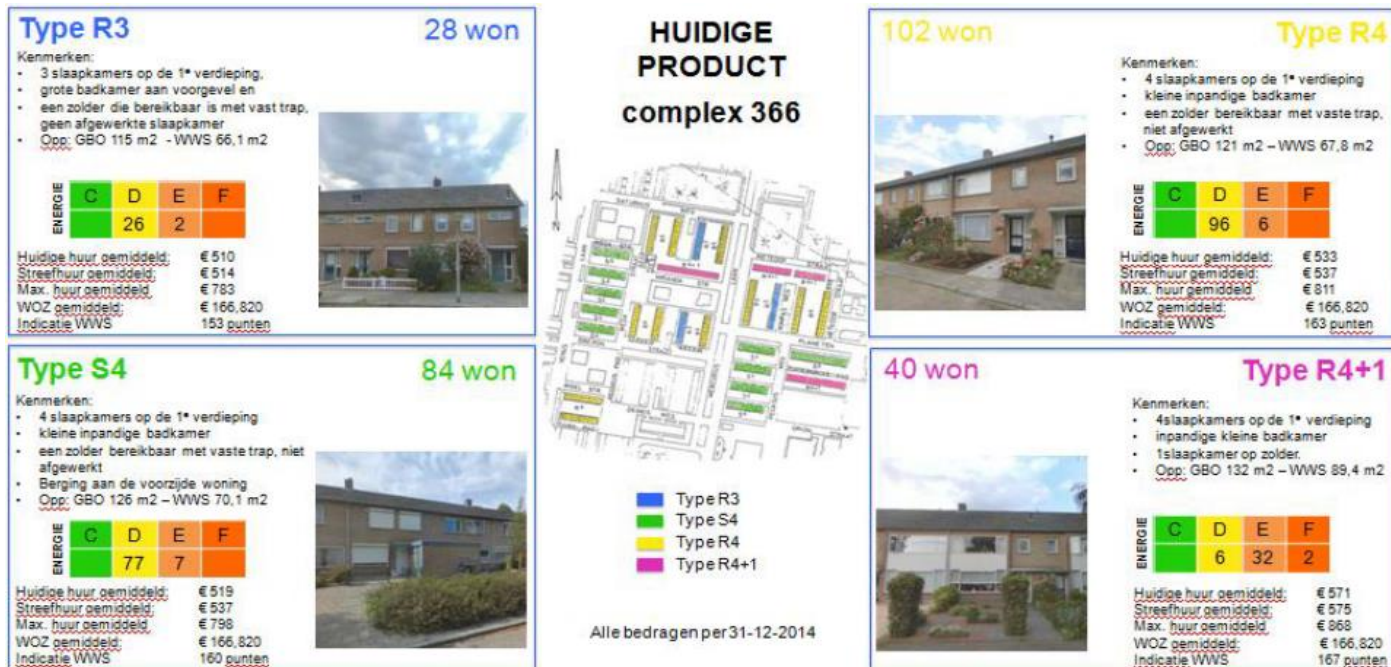 Type R3
28 won
Kenmerken:
• 3 slaapkamers op de 1e verdieping,
• grote badkamer aan voorgevel en
• een zolder die bereikbaar is met vast trap,
geen afgewerkte slaapkamer
• Opp: GBO 115 m2 - WWS 66,1 m2
ENERGIE
C D E F
26 2
Huidige huur gemiddeld: € 510
Streefhuur gemiddeld: € 514
Max. huur gemiddeld € 783
WOZ gemiddeld: € 166,820
Indicatie WWS 153 punten
Type S4
84 won
Kenmerken:
• 4 slaapkamers op de 1e verdieping
• kleine inpandige badkamer
• een zolder bereikbaar met vaste trap, niet
afgewerkt
• Berging aan de voorzijde woning
• Opp: GBO 126 m2 – WWS 70,1 m2
ENERGIE
C D E F
77 7
Huidige huur gemiddeld: € 519
Streefhuur gemiddeld: € 537
Max. huur gemiddeld € 798
WOZ gemiddeld: € 166,820
Indicatie WWS 160 punten
HUIDIGE
PRODUCT
complex 366
Type R3
Type S4
Type R4
Type R4+1
Alle bedragen per 31-12-2014
102 won
Type R4
Kenmerken:
• 4 slaapkamers op de 1e verdieping
• kleine inpandige badkamer
• een zolder bereikbaar met vaste trap,
niet afgewerkt
• Opp: GBO 121 m2 – WWS 67,8 m2
ENERGIE
C D E F
96 6
Huidige huur gemiddeld: € 533
Streefhuur gemiddeld: € 537
Max. huur gemiddeld € 811
WOZ gemiddeld: € 166,820
Indicatie WWS 163 punten
40 won
Type R4+1
Kenmerken:
• 4slaapkamers op de 1e verdieping
• inpandige kleine badkamer
• 1slaapkamer op zolder.
• Opp: GBO 132 m2 – WWS 89,4 m2
ENERGIE
C D E F
6 32 2
Huidige huur gemiddeld: € 571
Streefhuur gemiddeld: € 575
Max. huur gemiddeld € 868
WOZ gemiddeld: € 166,820
Indicatie WWS 167 punten